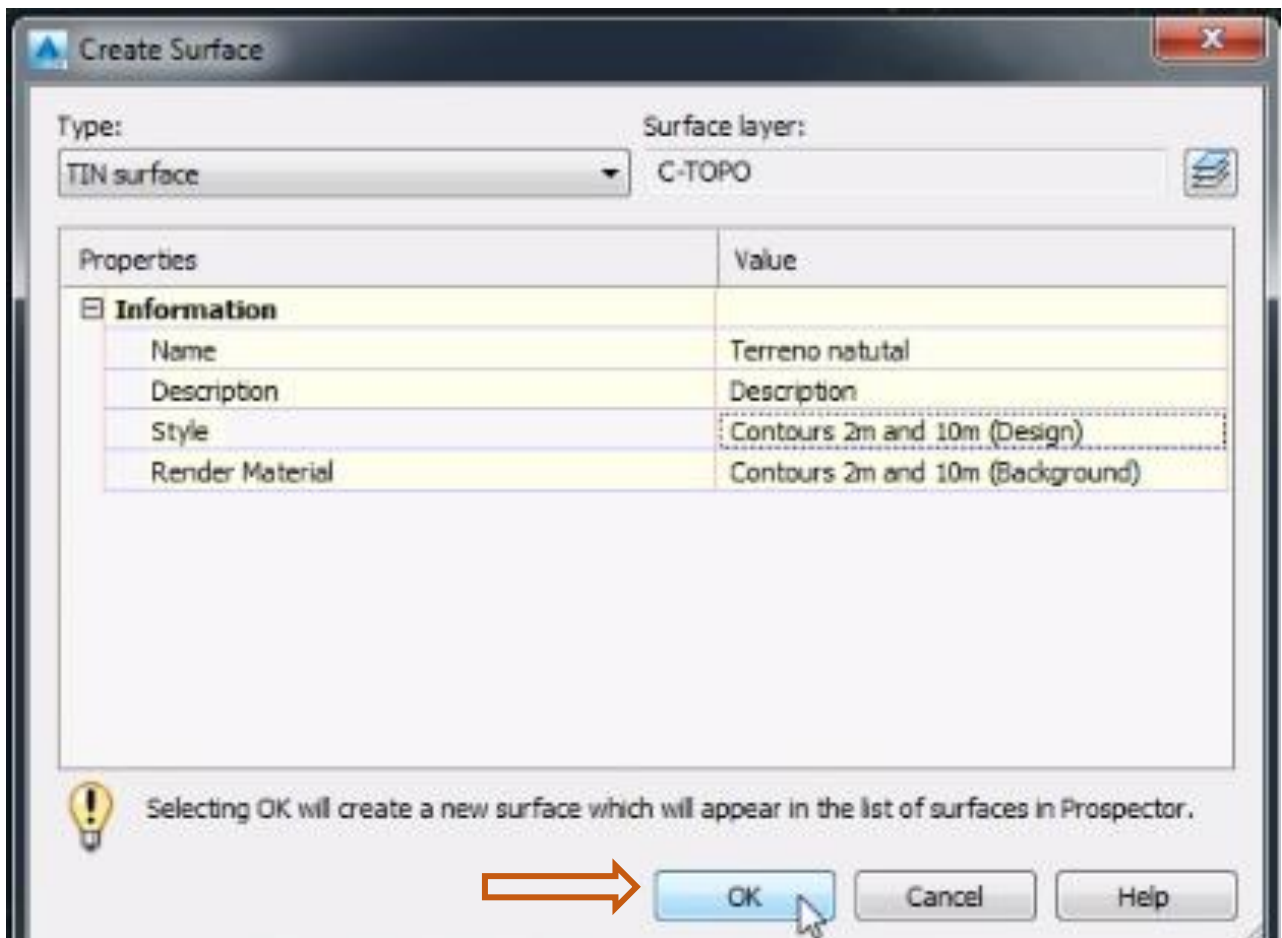 Create Surface
Type:
Surface layer:
TIN surface
C-TOPO
Properties
Value
Information
Name
Terreno natutal
Description
Description
Style
Contours 2m and 10m (Design)
Render Material
Contours 2m and 10m (Background)
Selecting OK will create a new surface which will appear in the list of surfaces in Prospector.
OK
Cancel
Help